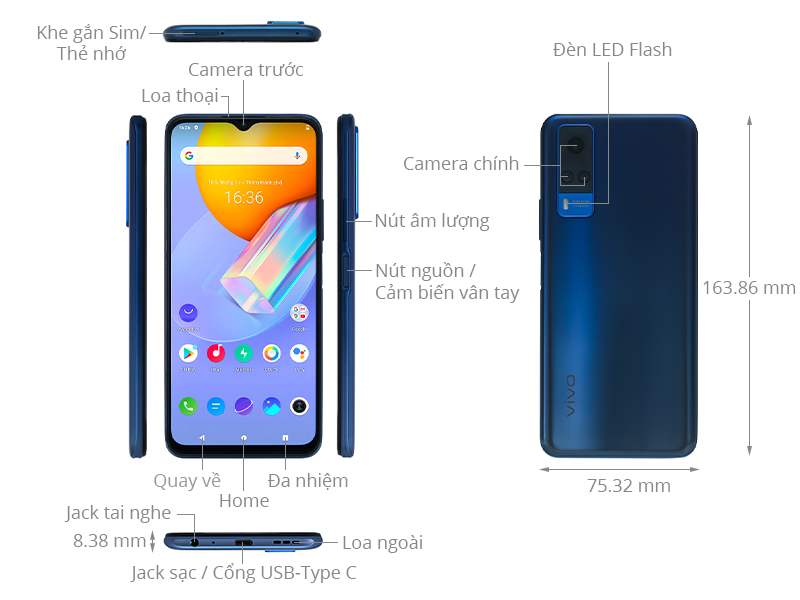 Khe gắn Sim/
Thẻ nhớ
Camera trước
Loa thoại
Đèn LED Flash
Camera chính
16:36
Nút âm lượng
Nút nguồn /
Cảm biến vân tay
163.86 mm
vivo
Quay về
Home
Đa nhiệm
75.32 mm
Jack tai nghe
8.38 mm
Loa ngoài
Jack sạc / Cổng USB-Type C